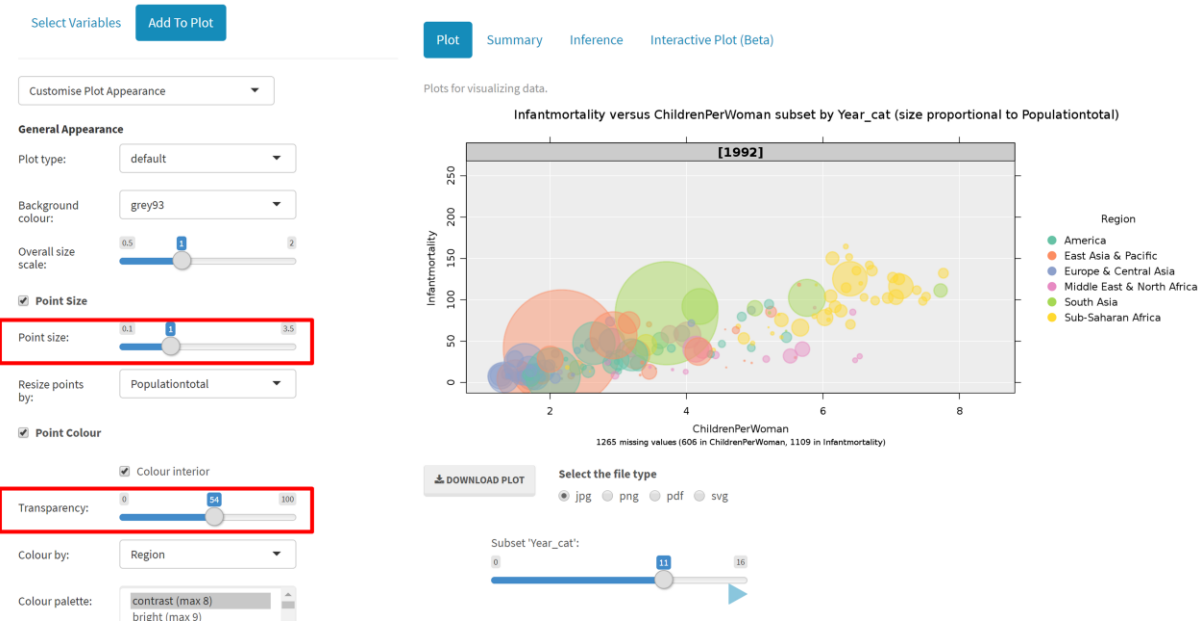 Select Variables
Add To Plot
Customise Plot Appearance
General Appearance
Plot type:
default
Background
colour:
grey93
Overall size
scale:
0.5
1
2
Point Size
Point size:
0.1
1
3.5
Resize points
by:
Populationtotal
Point Colour
Colour interior
Transparency:
0
54
100
Colour by:
Region
Colour palette:
contrast (max 8)
bright (max 9)
Plot
Summary
Inference
Interactive Plot (Beta)
Plots for visualizing data.
Infantmortality versus ChildrenPerWoman subset by Year_cat (size proportional to Populationtotal)
[1992]
Infantmortality
250
200
150
100
50
0
2
4
6
8
ChildrenPerWoman
1265 missing values (606 in ChildrenPerWoman, 1109 in Infantmortality)
Region
America
East Asia & Pacific
Europe & Central Asia
Middle East & North Africa
South Asia
Sub-Saharan Africa
DOWNLOAD PLOT
Select the file type
jpg
png
pdf
svg
Subset 'Year_cat':
0
11
16